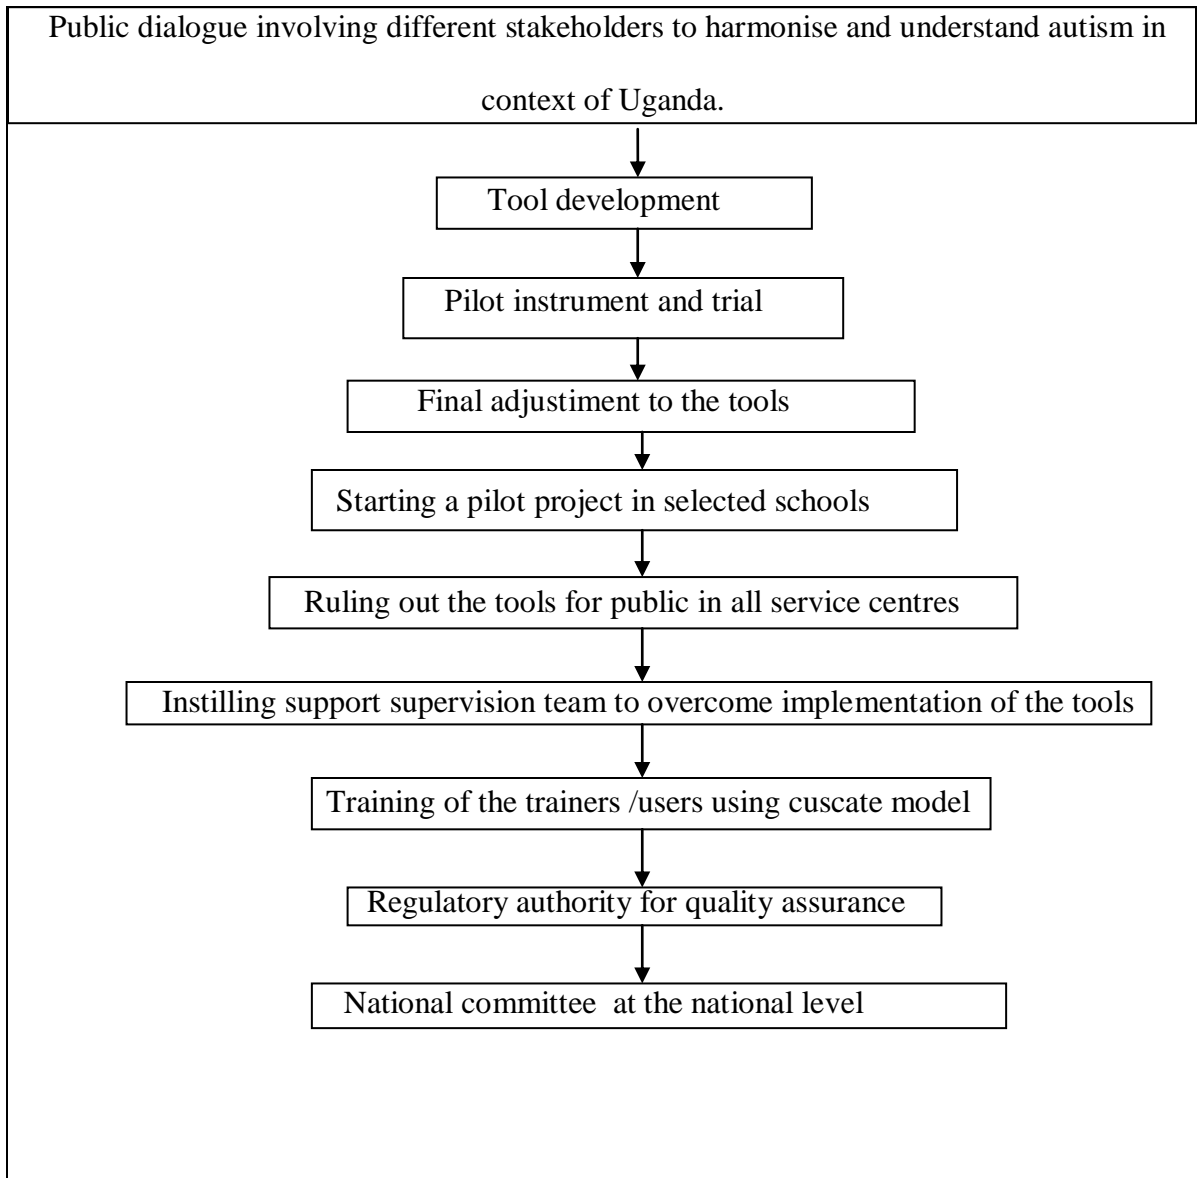 Public dialogue involving different stakeholders to harmonise and understand autism in
context of Uganda.
Tool development
Pilot instrument and trial
Final adjustiment to the tools
Starting a pilot project in selected schools
Ruling out the tools for public in all service centres
Instilling support supervision team to overcome implementation of the tools
Training of the trainers /users using cuscate model
Regulatory authority for quality assurance
National committee at the national level